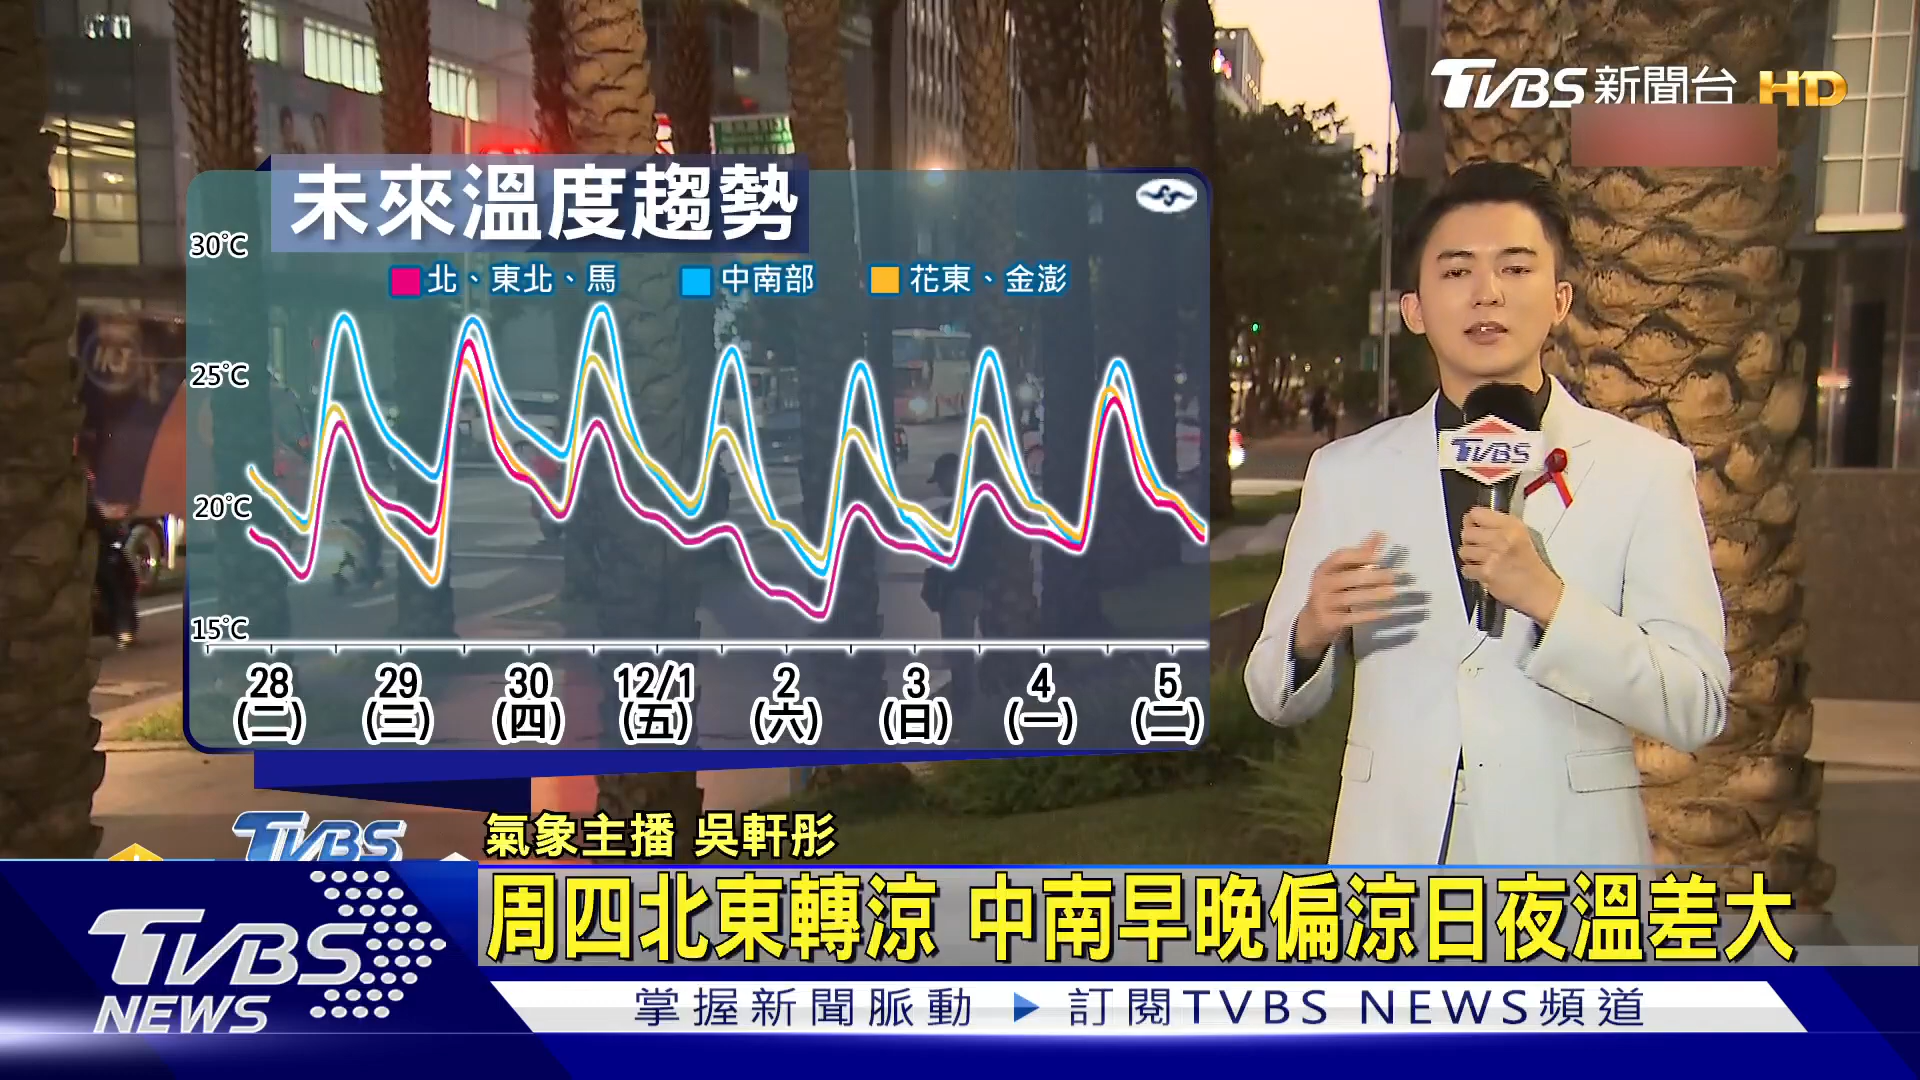 TVBS新聞台 HD
未來溫度趨勢
30°C
北、東北、馬 中南部 花東、金澎
25°C
20°C
15°C
28 29 30 12/1 2 3 4 5
(二) (三) (四) (五) (六) (日) (一) (二)
TVBS
TVBS
氣象主播 吳軒彤
周四北東轉涼 中南早晚偏涼日夜溫差大
TVBS NEWS
掌握新聞脈動 ▶ 訂閱TVBS NEWS頻道